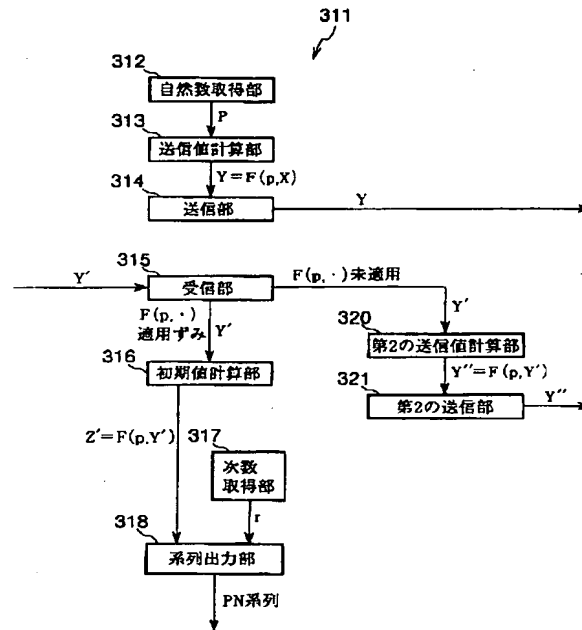 311
312
自然数取得部
P
313
送信値計算部
Y=F(p,X)
314
送信部
Y
Y′
315
受信部
F(p,・)未適用
F(p,・)
適用ずみ
Y′
Y′
316
初期値計算部
320
第2の送信値計算部
Y″=F(p,Y′)
321
第2の送信部
Y″
Z′=F(p,Y′)
317
次数
取得部
r
318
系列出力部
PN系列